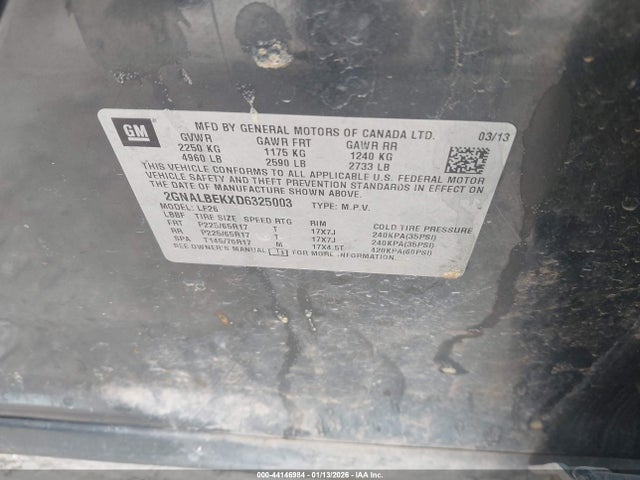 GM
MFD BY GENERAL MOTORS OF CANADA LTD. 03/13
GVWR GAWR FRT GAWR RR
2250 KG 1175 KG 1240 KG
4960 LB 2590 LB 2733 LB
THIS VEHICLE CONFORMS TO ALL APPLICABLE U.S. FEDERAL MOTOR
VEHICLE SAFETY AND THEFT PREVENTION STANDARDS IN EFFECT
ON THE DATE OF MANUFACTURE SHOWN ABOVE.
2GNALBEKXD6325003 TYPE: M.P.V.
MODEL: LF26
LBBF TIRE SIZE SPEED RTG RIM COLD TIRE PRESSURE
FRT P225/65R17 T 17X7J 240KPA(35PSI)
RR P225/65R17 T 17X7J 240KPA(35PSI)
SPA T145/70R17 M 17X4.5T 420KPA(60PSI)
SEE OWNER'S MANUAL FOR MORE INFORMATION.
000-44146984 | 01/13/2026 - IAA Inc.